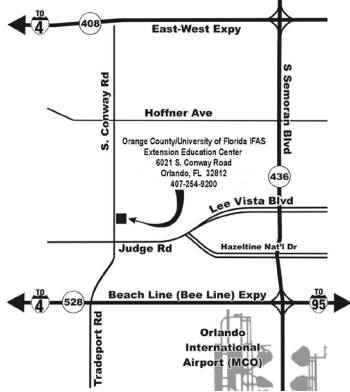 TO
4
408
East-West Expy
S. Conway Rd
S Semoran Blvd
Hoffner Ave
Orange County/University of Florida IFAS
Extension Education Center
6021 S. Conway Road
Orlando, FL 32812
407-254-9200
436
Lee Vista Blvd
Judge Rd
Hazeltine Nat'l Dr
TO
4
528
Beach Line (Bee Line) Expy
TO
95
Tradeport Rd
Orlando
International
Airport (MCO)